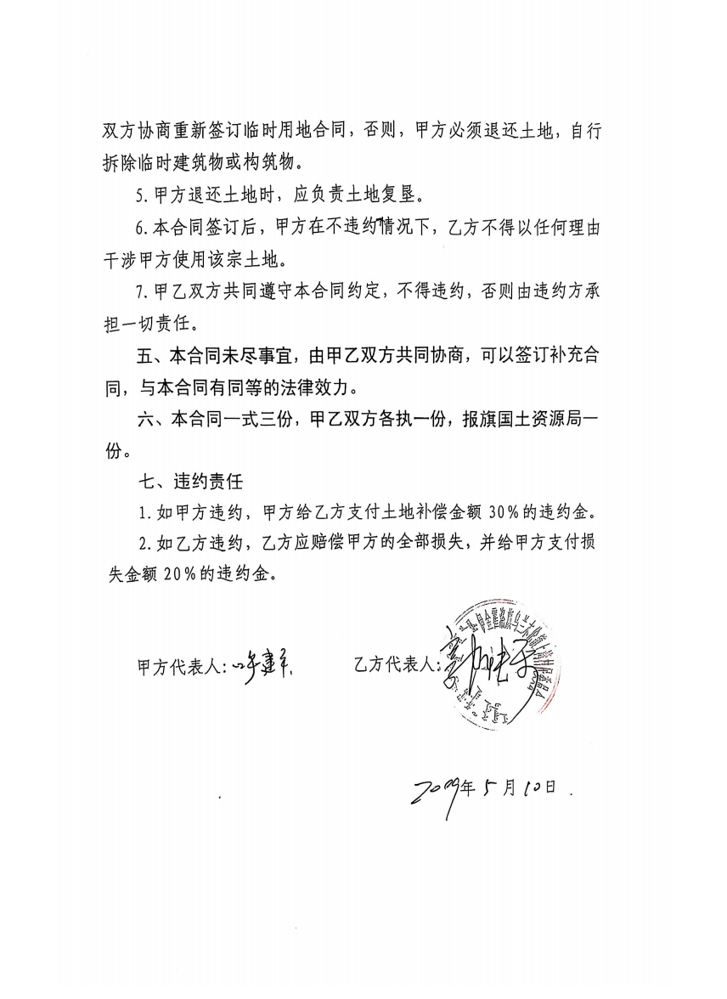 双方协商重新签订临时用地合同，否则，甲方必须退还土地，自行
拆除临时建筑物或构筑物。
5.甲方退还土地时，应负责土地复垦。
6.本合同签订后，甲方在不违约情况下，乙方不得以任何理由
干涉甲方使用该宗土地。
7.甲乙双方共同遵守本合同约定，不得违约，否则由违约方承
担一切责任。
五、本合同未尽事宜，由甲乙双方共同协商，可以签订补充合
同，与本合同有同等的法律效力。
六、本合同一式三份，甲乙双方各执一份，报旗国土资源局一
份。
七、违约责任
1.如甲方违约，甲方给乙方支付土地补偿金额 30%的违约金。
2.如乙方违约，乙方应赔偿甲方的全部损失，并给甲方支付损
失金额 20%的违约金。
伊金霍洛旗乌兰木伦镇
甲方代表人： 乙方代表人：
年5月10日